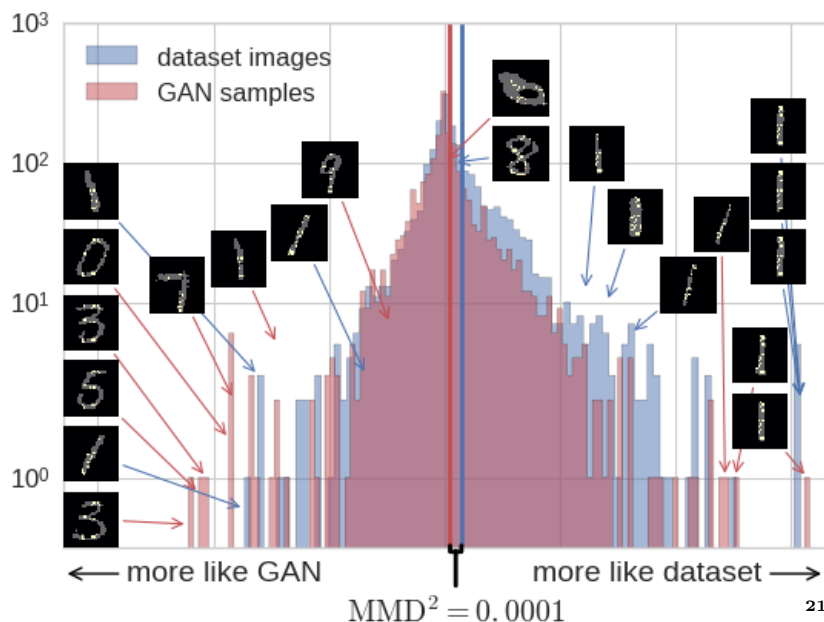 10³
dataset images
GAN samples
10²
10¹
10⁰
← more like GAN
more like dataset →
MMD² = 0.0001
21